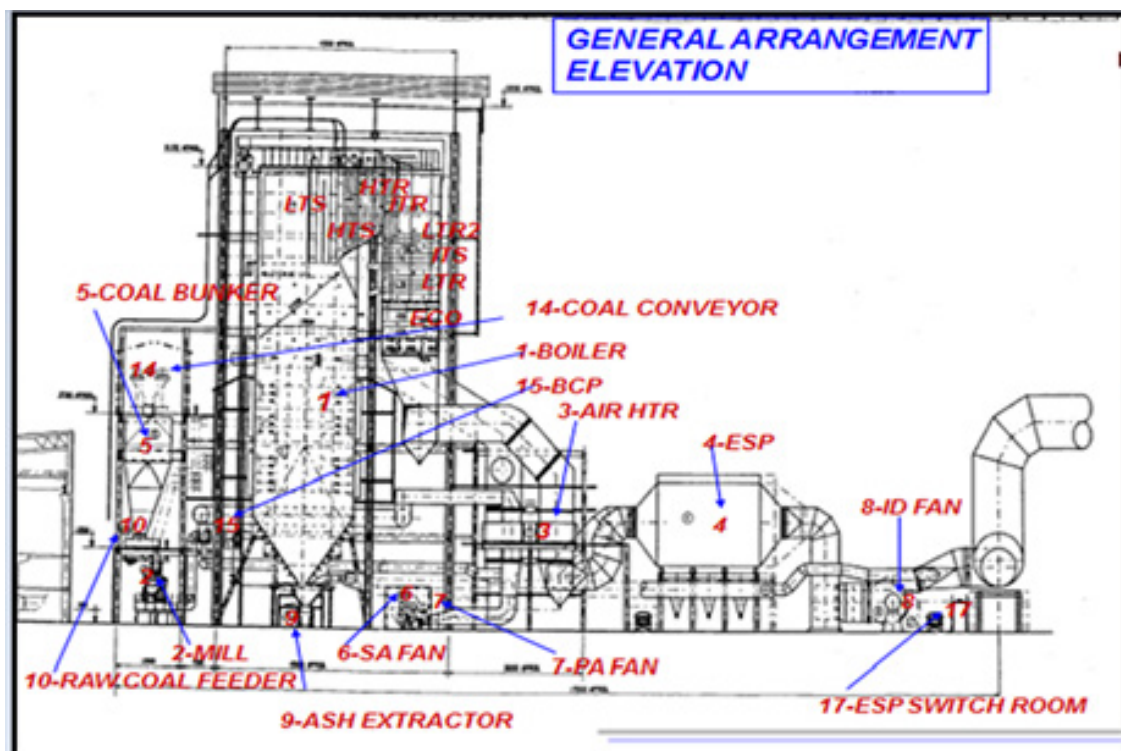 GENERAL ARRANGEMENT
ELEVATION
HTR
LTS
ITR
HTS
LTR2
ITS
LTR
5-COAL BUNKER
14-COAL CONVEYOR
ECO
1-BOILER
14
15-BCP
1
3-AIR HTR
5
4-ESP
8-ID FAN
10
15
3
4
2
6
7
8
17
9
2-MILL
6-SA FAN
7-PA FAN
10-RAW COAL FEEDER
9-ASH EXTRACTOR
17-ESP SWITCH ROOM